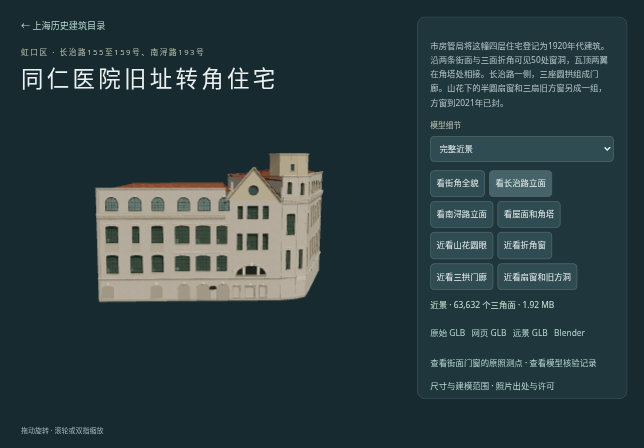 ← 上海历史建筑目录
虹口区 · 长治路155至159号、南浔路193号
同仁医院旧址转角住宅
市房管局将这幢四层住宅登记为1920年代建筑。
沿两条街面与三面折角可见50处窗洞，瓦顶两翼
在角塔处相接。长治路一侧，三座圆拱组成门
廊。山花下的半圆扇窗和三扇旧方窗另成一组，
方窗到2021年已封。
模型细节
完整近景
看街角全貌
看长治路立面
看南浔路立面
看屋面和角塔
近看山花圆眼
近看折角窗
近看三拱门廊
近看扇窗和旧方洞
近景 · 63,632 个三角面 · 1.92 MB
原始 GLB 网页 GLB 远景 GLB Blender
查看街面门窗的原照测点 · 查看模型核验记录
尺寸与建模范围 · 照片出处与许可
拖动旋转 · 滚轮或双指缩放